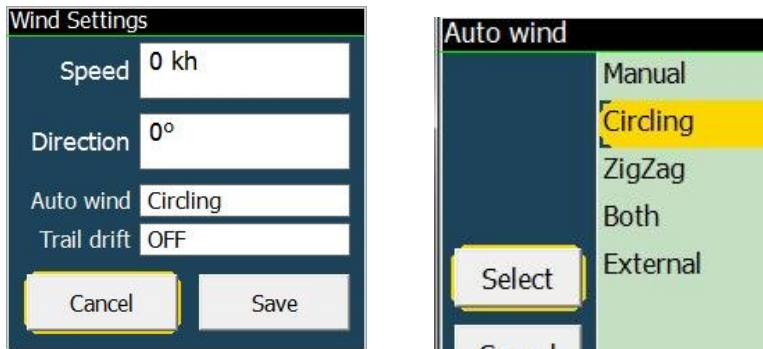 Wind Settings
Speed 0 kh
Direction 0°
Auto wind Circling
Trail drift OFF
Cancel Save
Auto wind
Manual
Circling
ZigZag
Both
External
Select